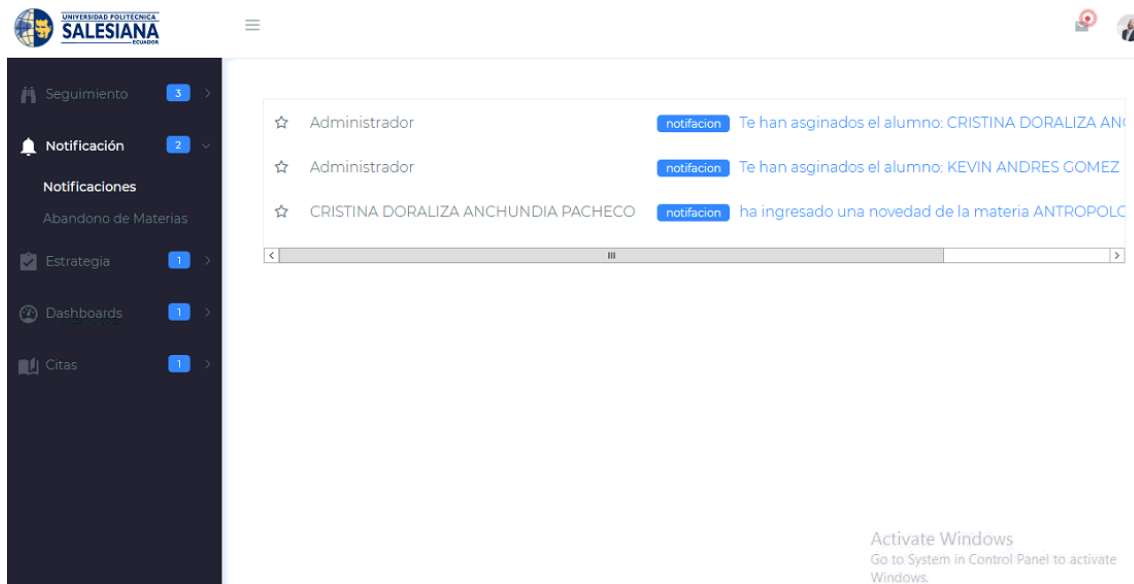 UNIVERSIDAD POLITÉCNICA
SALESIANA
ECUADOR
Seguimiento 3
Notificación 2
Notificaciones
Abandono de Materias
Estrategia 1
Dashboards 1
Citas 1
Administrador notifacion Te han asginados el alumno: CRISTINA DORALIZA AN
Administrador notifacion Te han asginados el alumno: KEVIN ANDRES GOMEZ
CRISTINA DORALIZA ANCHUNDIA PACHECO notifacion ha ingresado una novedad de la materia ANTROPOLO
Activate Windows
Go to System in Control Panel to activate
Windows.